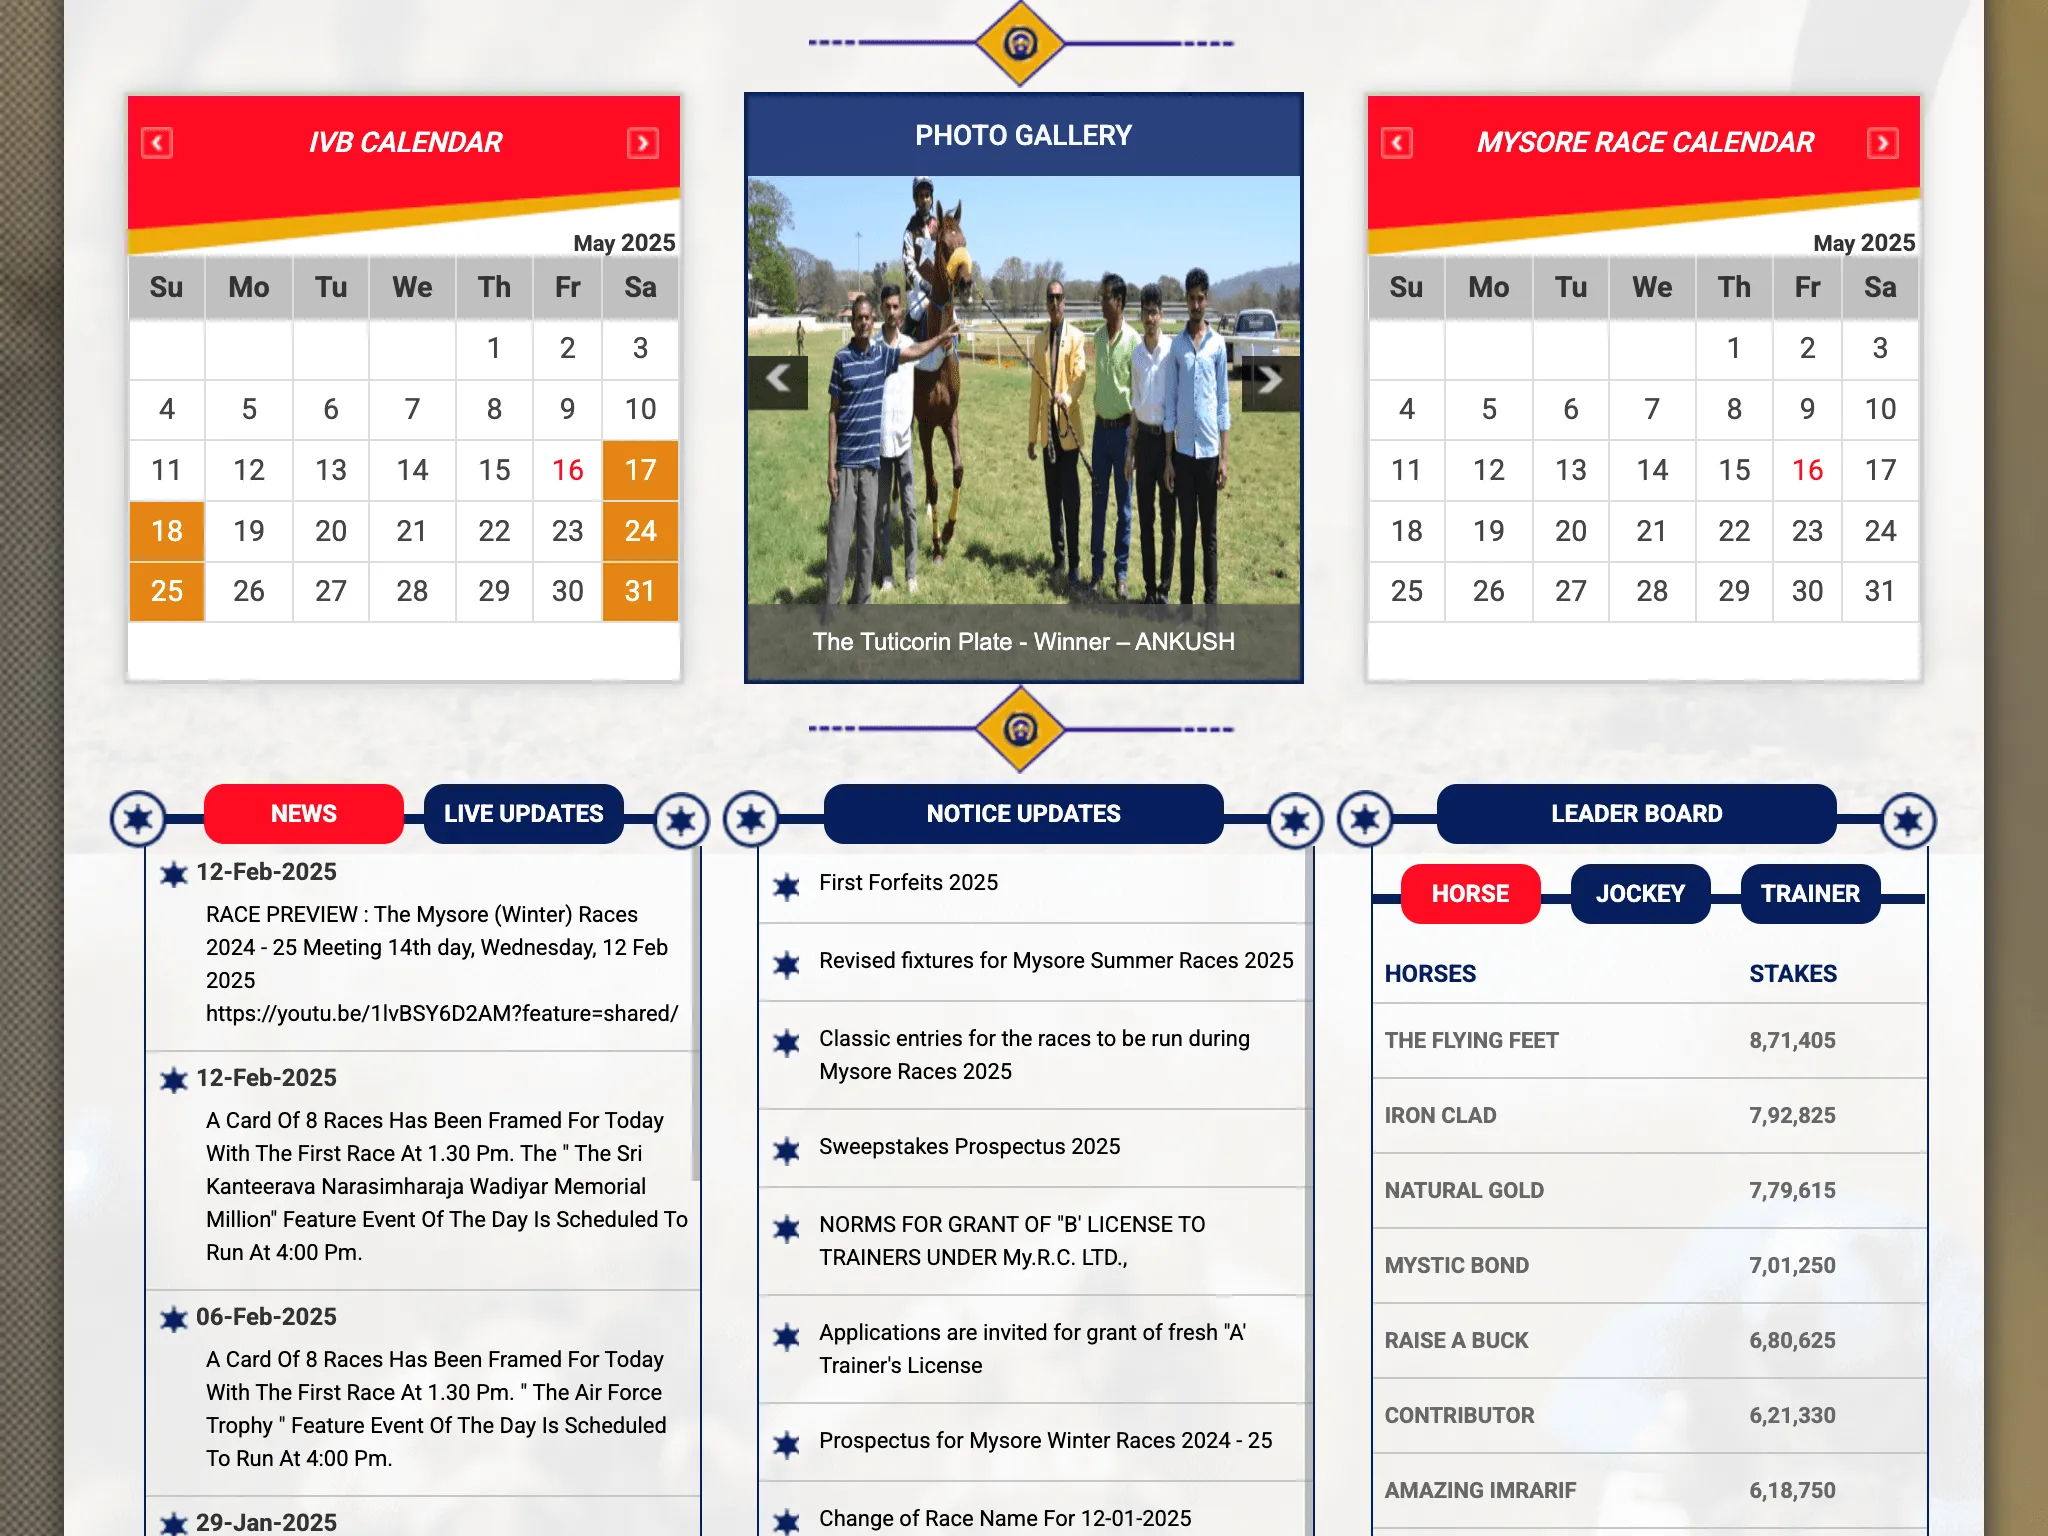 IVB CALENDAR
May 2025
Su Mo Tu We Th Fr Sa
1 2 3
4 5 6 7 8 9 10
11 12 13 14 15 16 17
18 19 20 21 22 23 24
25 26 27 28 29 30 31
PHOTO GALLERY
The Tuticorin Plate - Winner – ANKUSH
MYSORE RACE CALENDAR
May 2025
Su Mo Tu We Th Fr Sa
1 2 3
4 5 6 7 8 9 10
11 12 13 14 15 16 17
18 19 20 21 22 23 24
25 26 27 28 29 30 31
NEWS LIVE UPDATES
12-Feb-2025
RACE PREVIEW : The Mysore (Winter) Races
2024 - 25 Meeting 14th day, Wednesday, 12 Feb
2025
https://youtu.be/1lvBSY6D2AM?feature=shared/
12-Feb-2025
A Card Of 8 Races Has Been Framed For Today
With The First Race At 1.30 Pm. The " The Sri
Kanteerava Narasimharaja Wadiyar Memorial
Million" Feature Event Of The Day Is Scheduled To
Run At 4:00 Pm.
06-Feb-2025
A Card Of 8 Races Has Been Framed For Today
With The First Race At 1.30 Pm. " The Air Force
Trophy " Feature Event Of The Day Is Scheduled
To Run At 4:00 Pm.
29-Jan-2025
NOTICE UPDATES
First Forfeits 2025
Revised fixtures for Mysore Summer Races 2025
Classic entries for the races to be run during
Mysore Races 2025
Sweepstakes Prospectus 2025
NORMS FOR GRANT OF "B' LICENSE TO
TRAINERS UNDER My.R.C. LTD.,
Applications are invited for grant of fresh "A'
Trainer's License
Prospectus for Mysore Winter Races 2024 - 25
Change of Race Name For 12-01-2025
LEADER BOARD
HORSE JOCKEY TRAINER
HORSES STAKES
THE FLYING FEET 8,71,405
IRON CLAD 7,92,825
NATURAL GOLD 7,79,615
MYSTIC BOND 7,01,250
RAISE A BUCK 6,80,625
CONTRIBUTOR 6,21,330
AMAZING IMRARIF 6,18,750